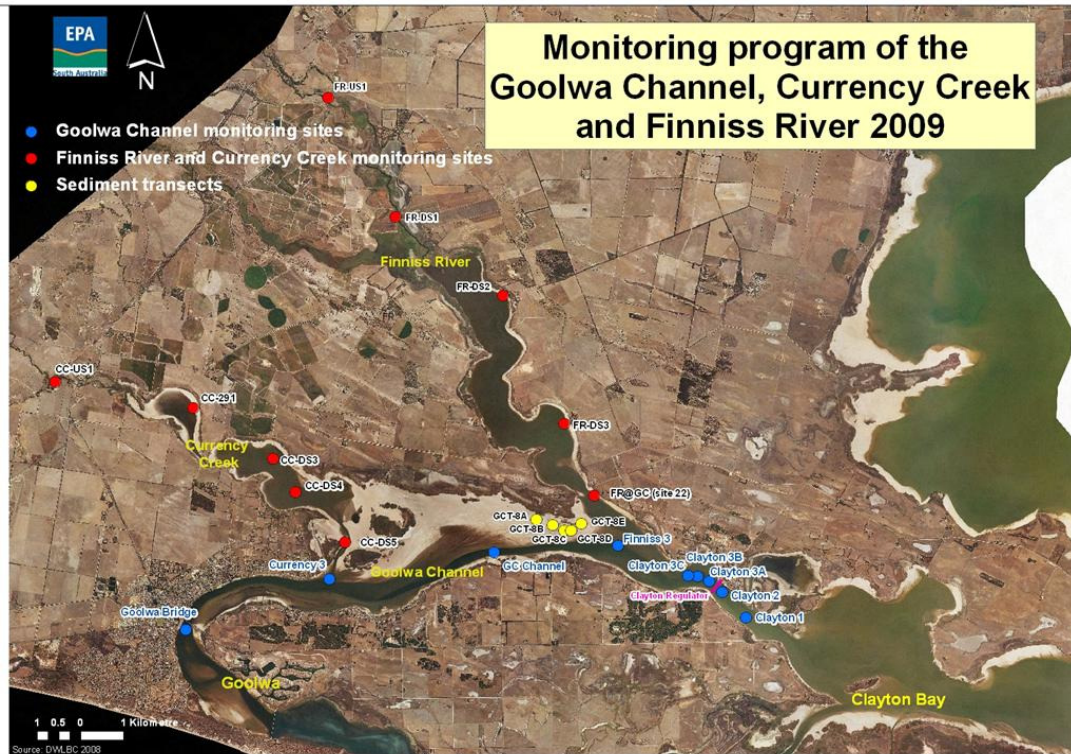 EPA
South Australia
N
Monitoring program of the
Goolwa Channel, Currency Creek
and Finniss River 2009
Goolwa Channel monitoring sites
Finniss River and Currency Creek monitoring sites
Sediment transects
FR-US1
FR-DS1
Finniss River
FR-DS2
CC-US1
CC-291
Currency
Creek
FR-DS3
CC-DS3
CC-DS4
FR@GC (site 22)
GCT-8A
GCT-8B
GCT-8C
GCT-8D
GCT-8E
CC-DS5
Finniss 3
GC Channel
Goolwa Channel
Currency 3
Clayton 3B
Clayton 3C
Clayton 3A
Clayton Regulator
Clayton 2
Clayton 1
Goolwa Bridge
Goolwa
Clayton Bay
1 0.5 0 1 Kilometre
Source: DWLBC 2008